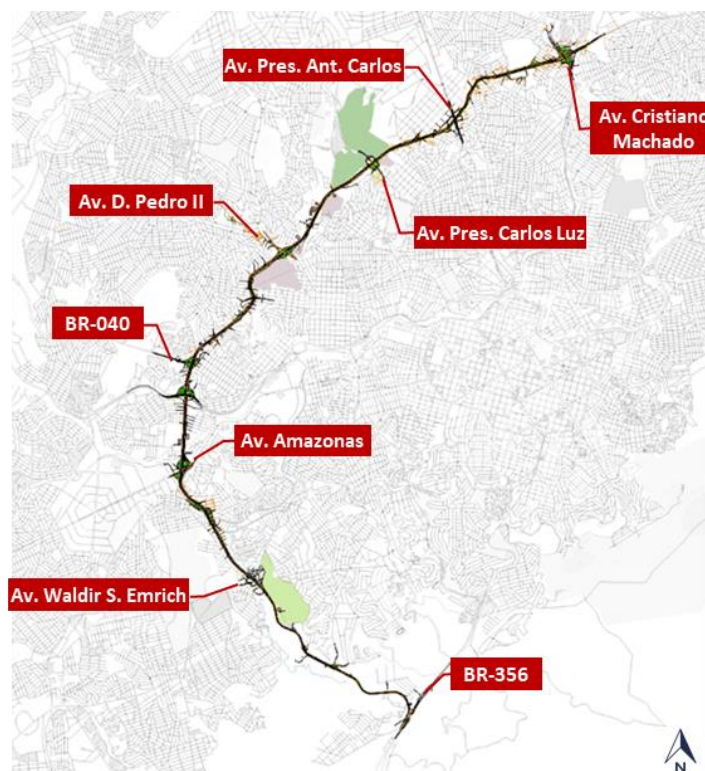 Av. Pres. Ant. Carlos
Av. Cristiano
Machado
Av. D. Pedro II
Av. Pres. Carlos Luz
BR-040
Av. Amazonas
Av. Waldir S. Emrich
BR-356
N